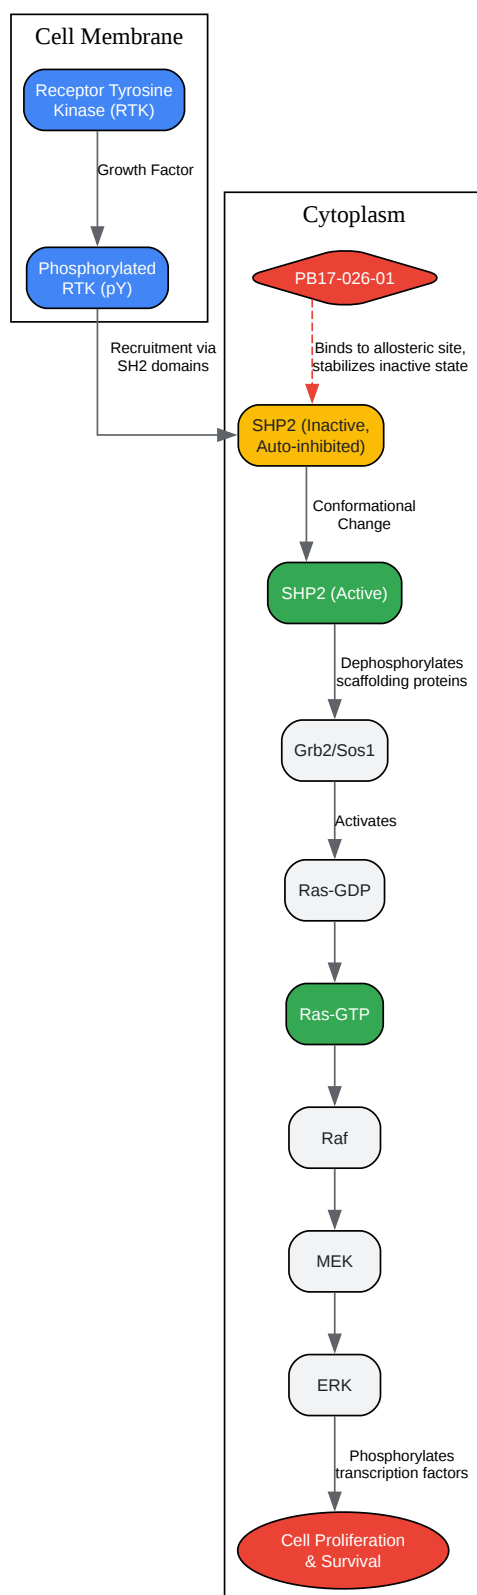 Cell Membrane
Receptor Tyrosine
Kinase (RTK)
Growth Factor
Phosphorylated
RTK (pY)
Recruitment via
SH2 domains
Cytoplasm
PB17-026-01
Binds to allosteric site,
stabilizes inactive state
SHP2 (Inactive,
Auto-inhibited)
Conformational
Change
SHP2 (Active)
Dephosphorylates
scaffolding proteins
Grb2/Sos1
Activates
Ras-GDP
Ras-GTP
Raf
MEK
ERK
Phosphorylates
transcription factors
Cell Proliferation
& Survival